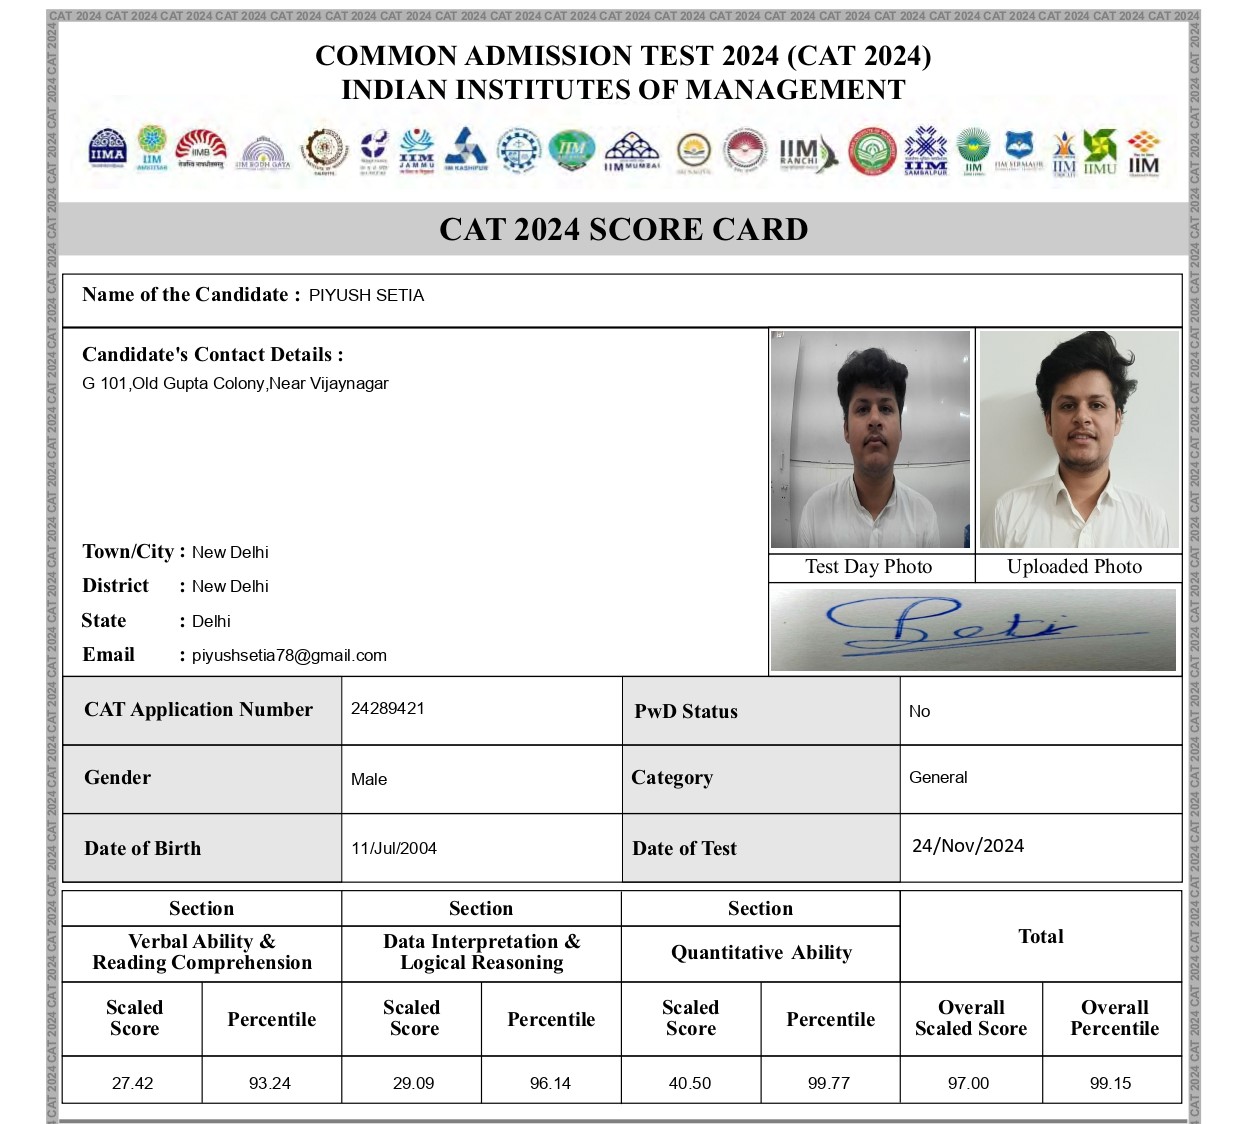 CAT 2024 CAT 2024 CAT 2024 CAT 2024 CAT 2024 CAT 2024 CAT 2024 CAT 2024 CAT 2024 CAT 2024 CAT 2024 CAT 2024 CAT 2024 CAT 2024 CAT 2024 CAT 2024 CAT 2024 CAT 2024 CAT 2024 CAT 2024 CAT 2024
COMMON ADMISSION TEST 2024 (CAT 2024)
INDIAN INSTITUTES OF MANAGEMENT
IIMA
IIM
IIMB
IIM BODH GAYA
IIM JAMMU
IIM KASHIPUR
IIM
IIM MUMBAI
IIM RANCHI
IIM SAMBALPUR
IIM
IIM SIRMAUR
IIM
IIMU
IIM
CAT 2024 SCORE CARD
Name of the Candidate : PIYUSH SETIA
Candidate's Contact Details :
G 101,Old Gupta Colony,Near Vijaynagar
Town/City : New Delhi
District : New Delhi
State : Delhi
Email : piyushsetia78@gmail.com
Test Day Photo Uploaded Photo
Seti
CAT Application Number 24289421 PwD Status No
Gender Male Category General
Date of Birth 11/Jul/2004 Date of Test 24/Nov/2024
Section Section Section Total
Verbal Ability & Data Interpretation & Quantitative Ability
Reading Comprehension Logical Reasoning
Scaled Score Percentile Scaled Score Percentile Scaled Score Percentile Overall Scaled Score Overall Percentile
27.42 93.24 29.09 96.14 40.50 99.77 97.00 99.15